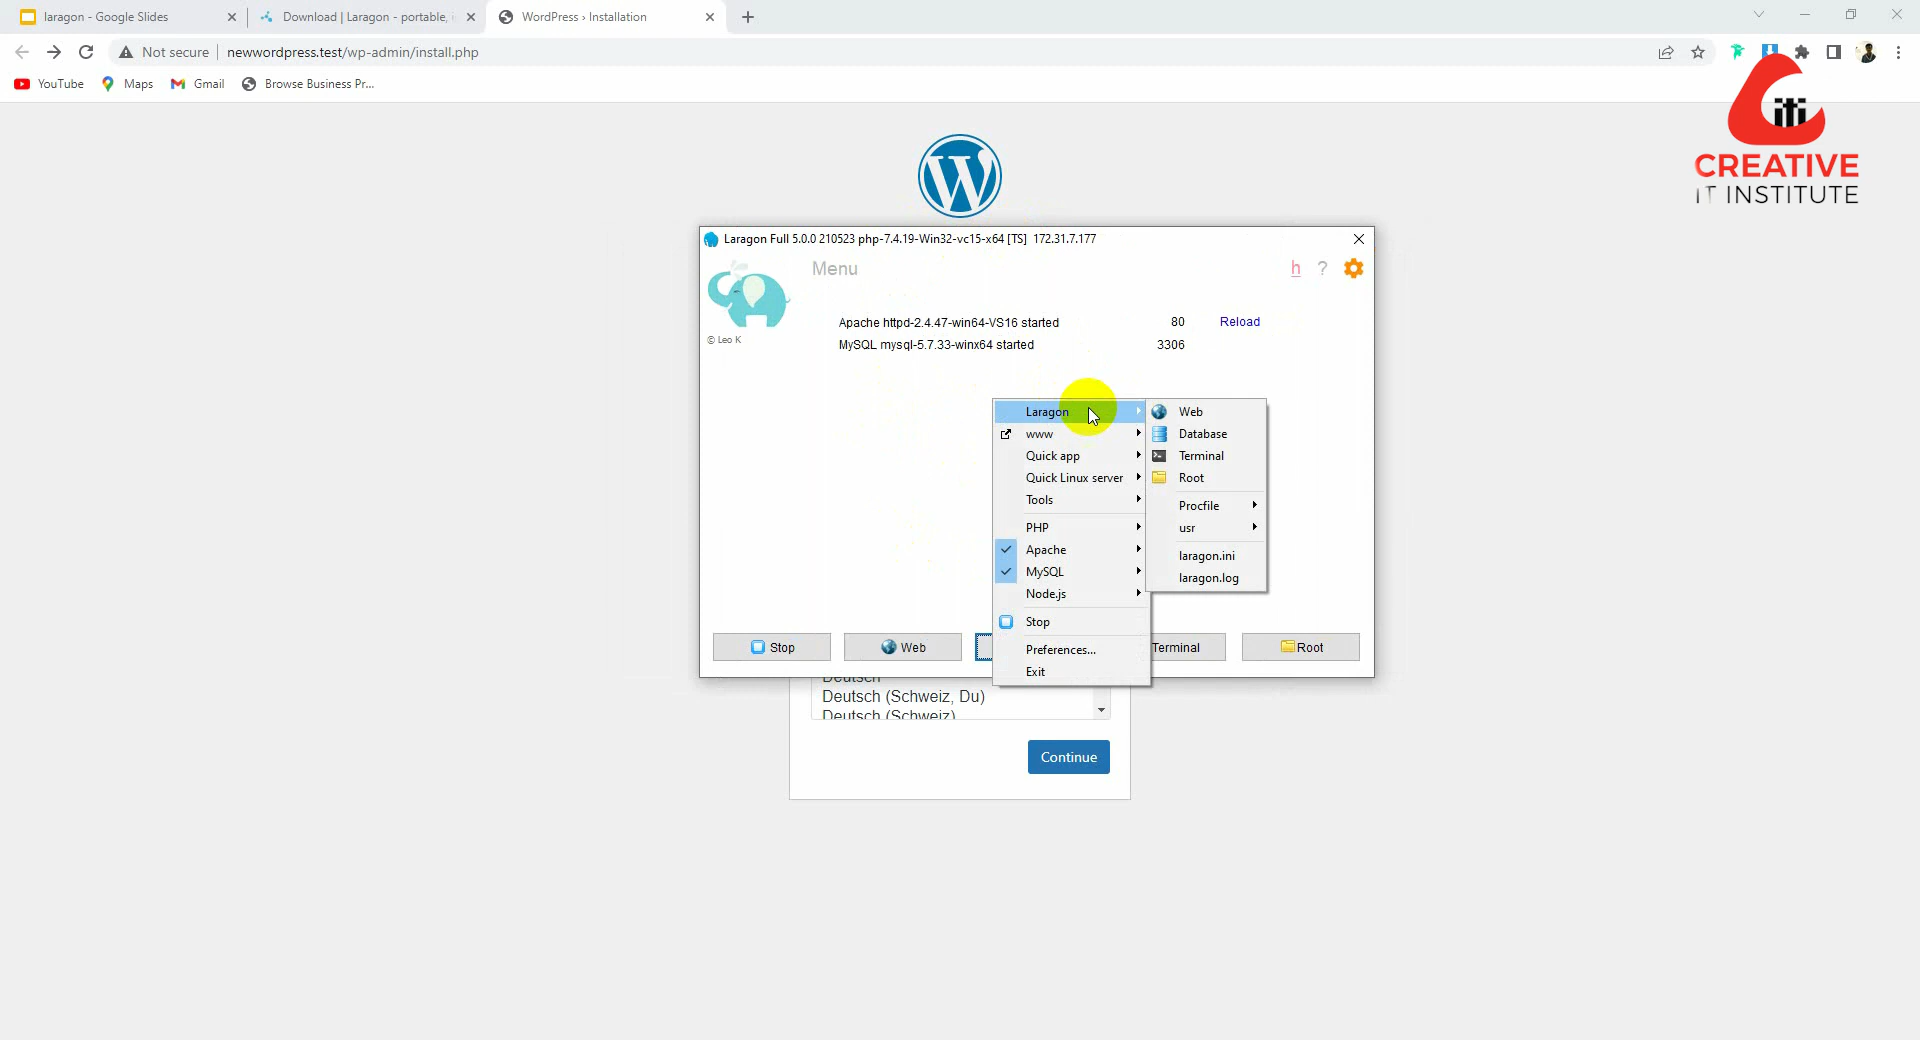 laragon - Google Slides
Download | Laragon - portable, i
WordPress › Installation
Not secure
newwordpress.test/wp-admin/install.php
YouTube
Maps
Gmail
Browse Business Pr...
iTi
CREATIVE
IT INSTITUTE
W
Laragon Full 5.0.0 210523 php-7.4.19-Win32-vc15-x64 [TS] 172.31.7.177
Menu
h
?
© Leo K
Apache httpd-2.4.47-win64-VS16 started 80 Reload
MySQL mysql-5.7.33-winx64 started 3306
Laragon
www
Quick app
Quick Linux server
Tools
PHP
Apache
MySQL
Node.js
Stop
Preferences...
Exit
Web
Database
Terminal
Root
Procfile
usr
laragon.ini
laragon.log
Stop
Web
Terminal
Root
Deutsch
Deutsch (Schweiz, Du)
Deutsch (Schweiz)
Continue